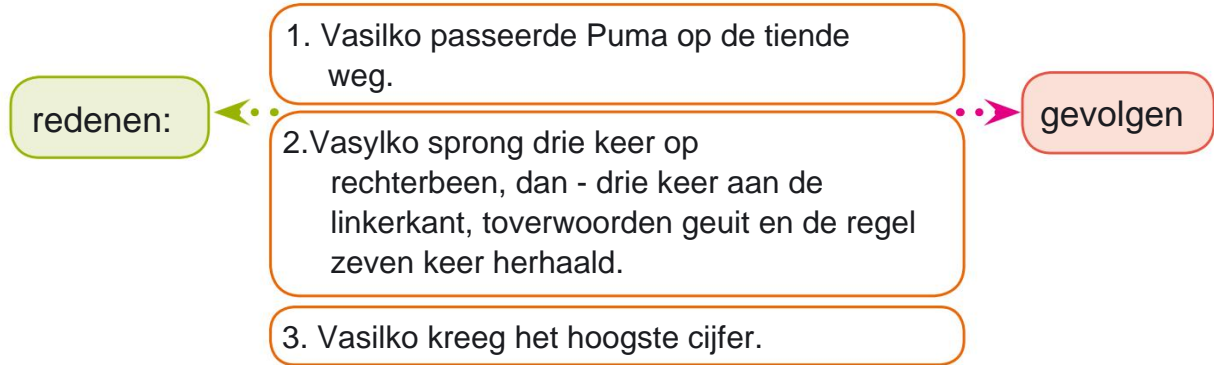 1. Vasilko passeerde Puma op de tiende
weg.
redenen:
gevolgen
2.Vasylko sprong drie keer op
rechterbeen, dan - drie keer aan de
linkerkant, toverwoorden geuit en de regel
zeven keer herhaald.
3. Vasilko kreeg het hoogste cijfer.